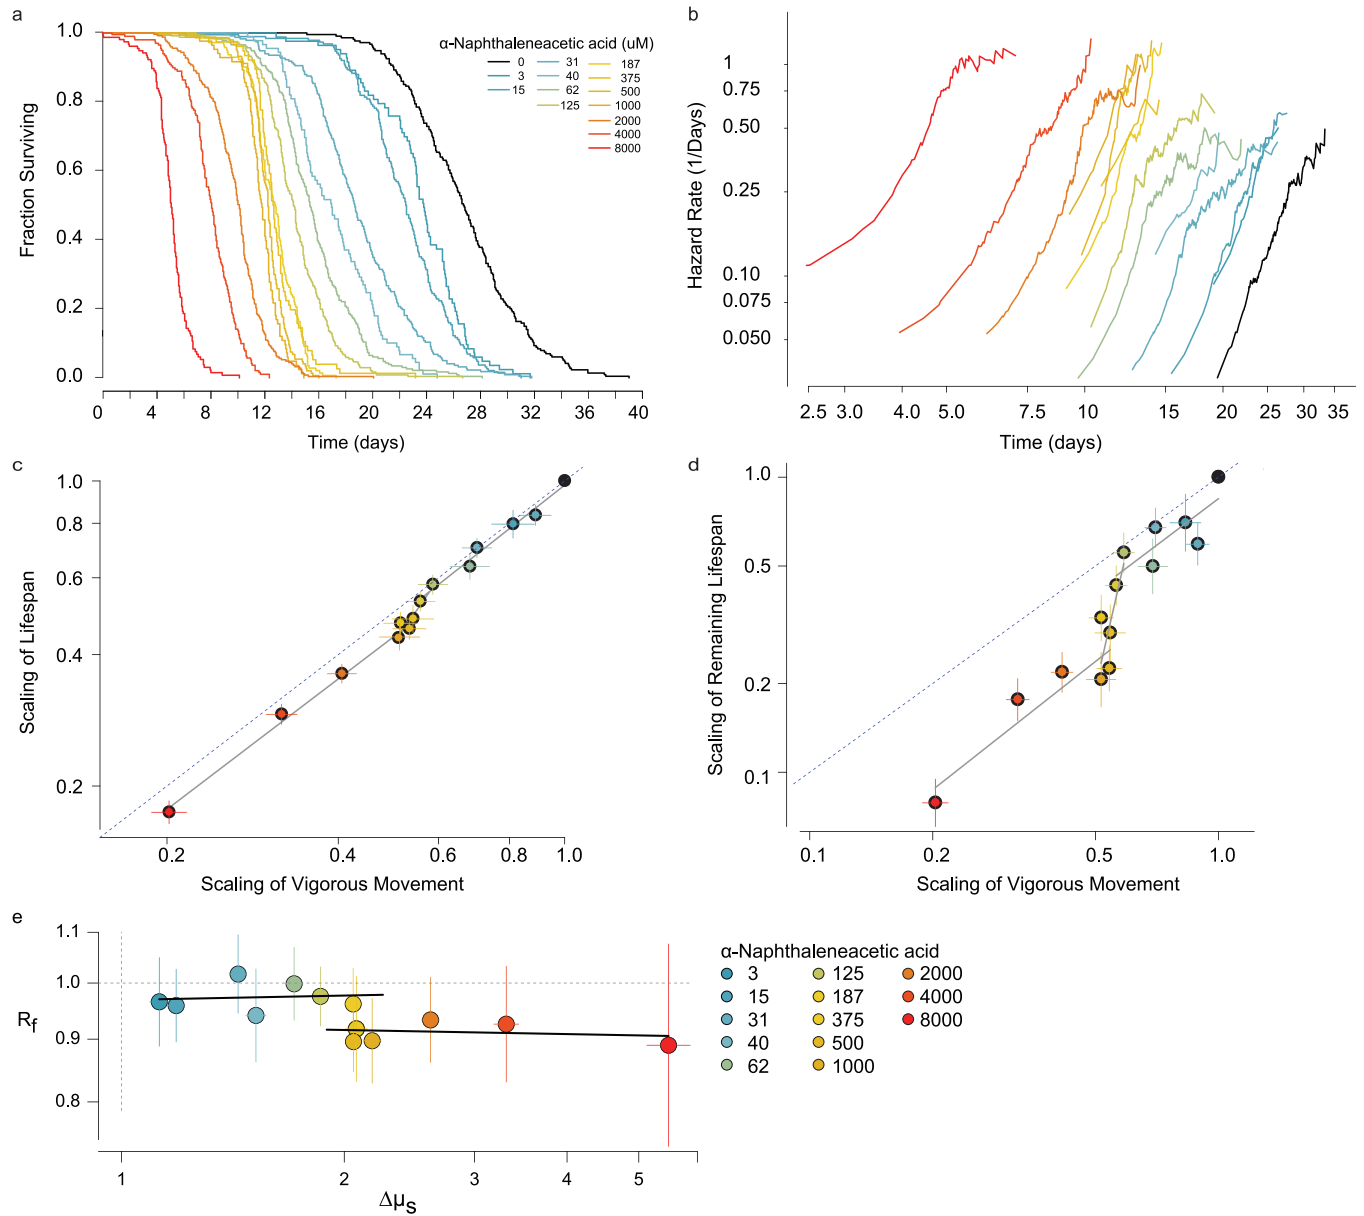 a
α-Naphthaleneacetic acid (uM)
0 31 187
3 40 375
15 62 500
125 1000
2000
4000
8000
Fraction Surviving
1.0
0.8
0.6
0.4
0.2
0.0
0 4 8 12 16 20 24 28 32 36 40
Time (days)
b
Hazard Rate (1/Days)
1
0.75
0.50
0.25
0.10
0.075
0.050
2.5 3.0 4.0 5.0 7.5 10 15 20 25 30 35
Time (days)
c
Scaling of Lifespan
1.0
0.8
0.6
0.4
0.2
0.2 0.4 0.6 0.8 1.0
Scaling of Vigorous Movement
d
Scaling of Remaining Lifespan
1.0
0.5
0.2
0.1
0.1 0.2 0.5 1.0
Scaling of Vigorous Movement
e
Rf
1.1
1.0
0.9
0.8
1 2 3 4 5
Δμs
α-Naphthaleneacetic acid
3 125 2000
15 187 4000
31 375 8000
40 500
62 1000